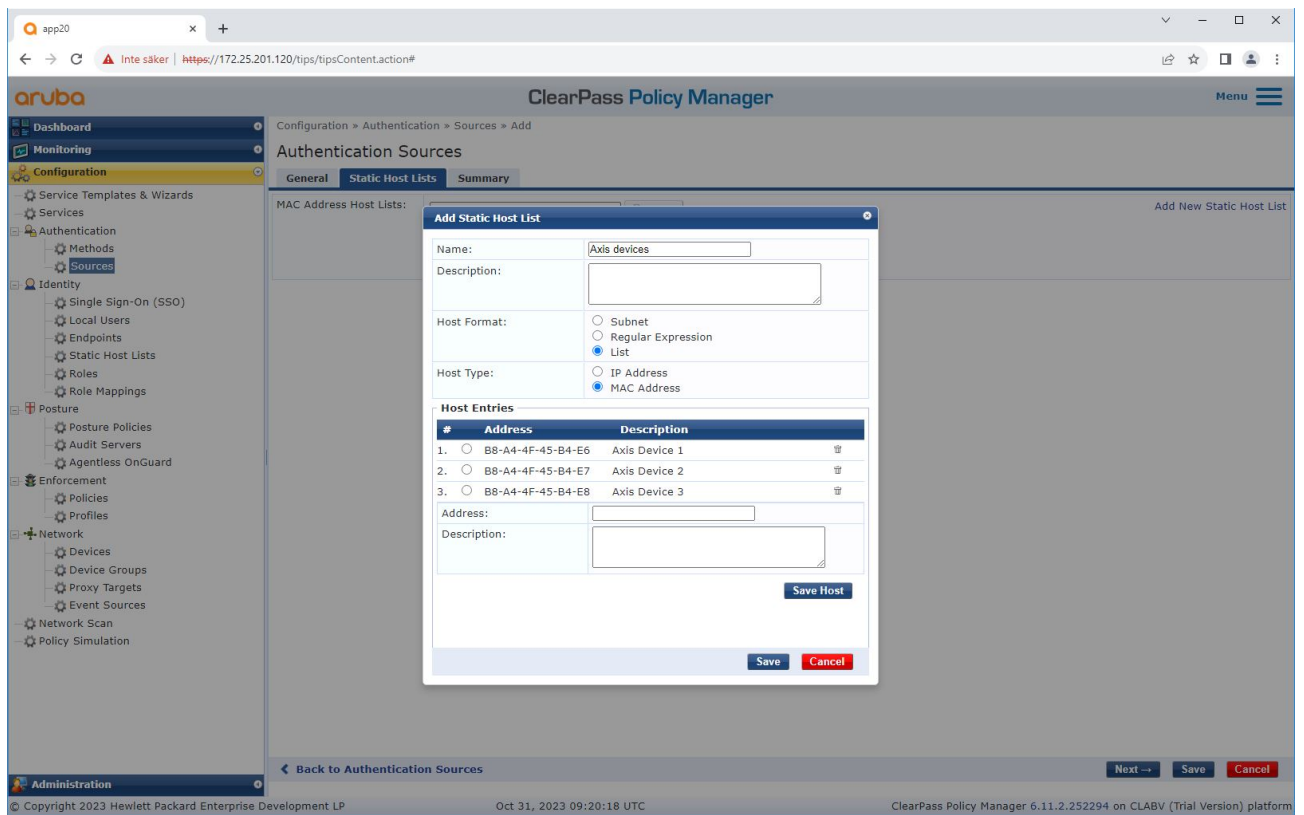 app20
Inte säker https://172.25.201.120/tips/tipsContent.action#
aruba
ClearPass Policy Manager
Menu
Dashboard
Monitoring
Configuration
Service Templates & Wizards
Services
Authentication
Methods
Sources
Identity
Single Sign-On (SSO)
Local Users
Endpoints
Static Host Lists
Roles
Role Mappings
Posture
Posture Policies
Audit Servers
Agentless OnGuard
Enforcement
Policies
Profiles
Network
Devices
Device Groups
Proxy Targets
Event Sources
Network Scan
Policy Simulation
Administration
Configuration » Authentication » Sources » Add
Authentication Sources
General Static Host Lists Summary
MAC Address Host Lists:
Add New Static Host List
Add Static Host List
Name: Axis devices
Description:
Host Format: Subnet
Regular Expression
List
Host Type: IP Address
MAC Address
Host Entries
# Address Description
1. B8-A4-4F-45-B4-E6 Axis Device 1
2. B8-A4-4F-45-B4-E7 Axis Device 2
3. B8-A4-4F-45-B4-E8 Axis Device 3
Address:
Description:
Save Host
Save Cancel
Back to Authentication Sources
Next → Save Cancel
© Copyright 2023 Hewlett Packard Enterprise Development LP Oct 31, 2023 09:20:18 UTC ClearPass Policy Manager 6.11.2.252294 on CLABV (Trial Version) platform